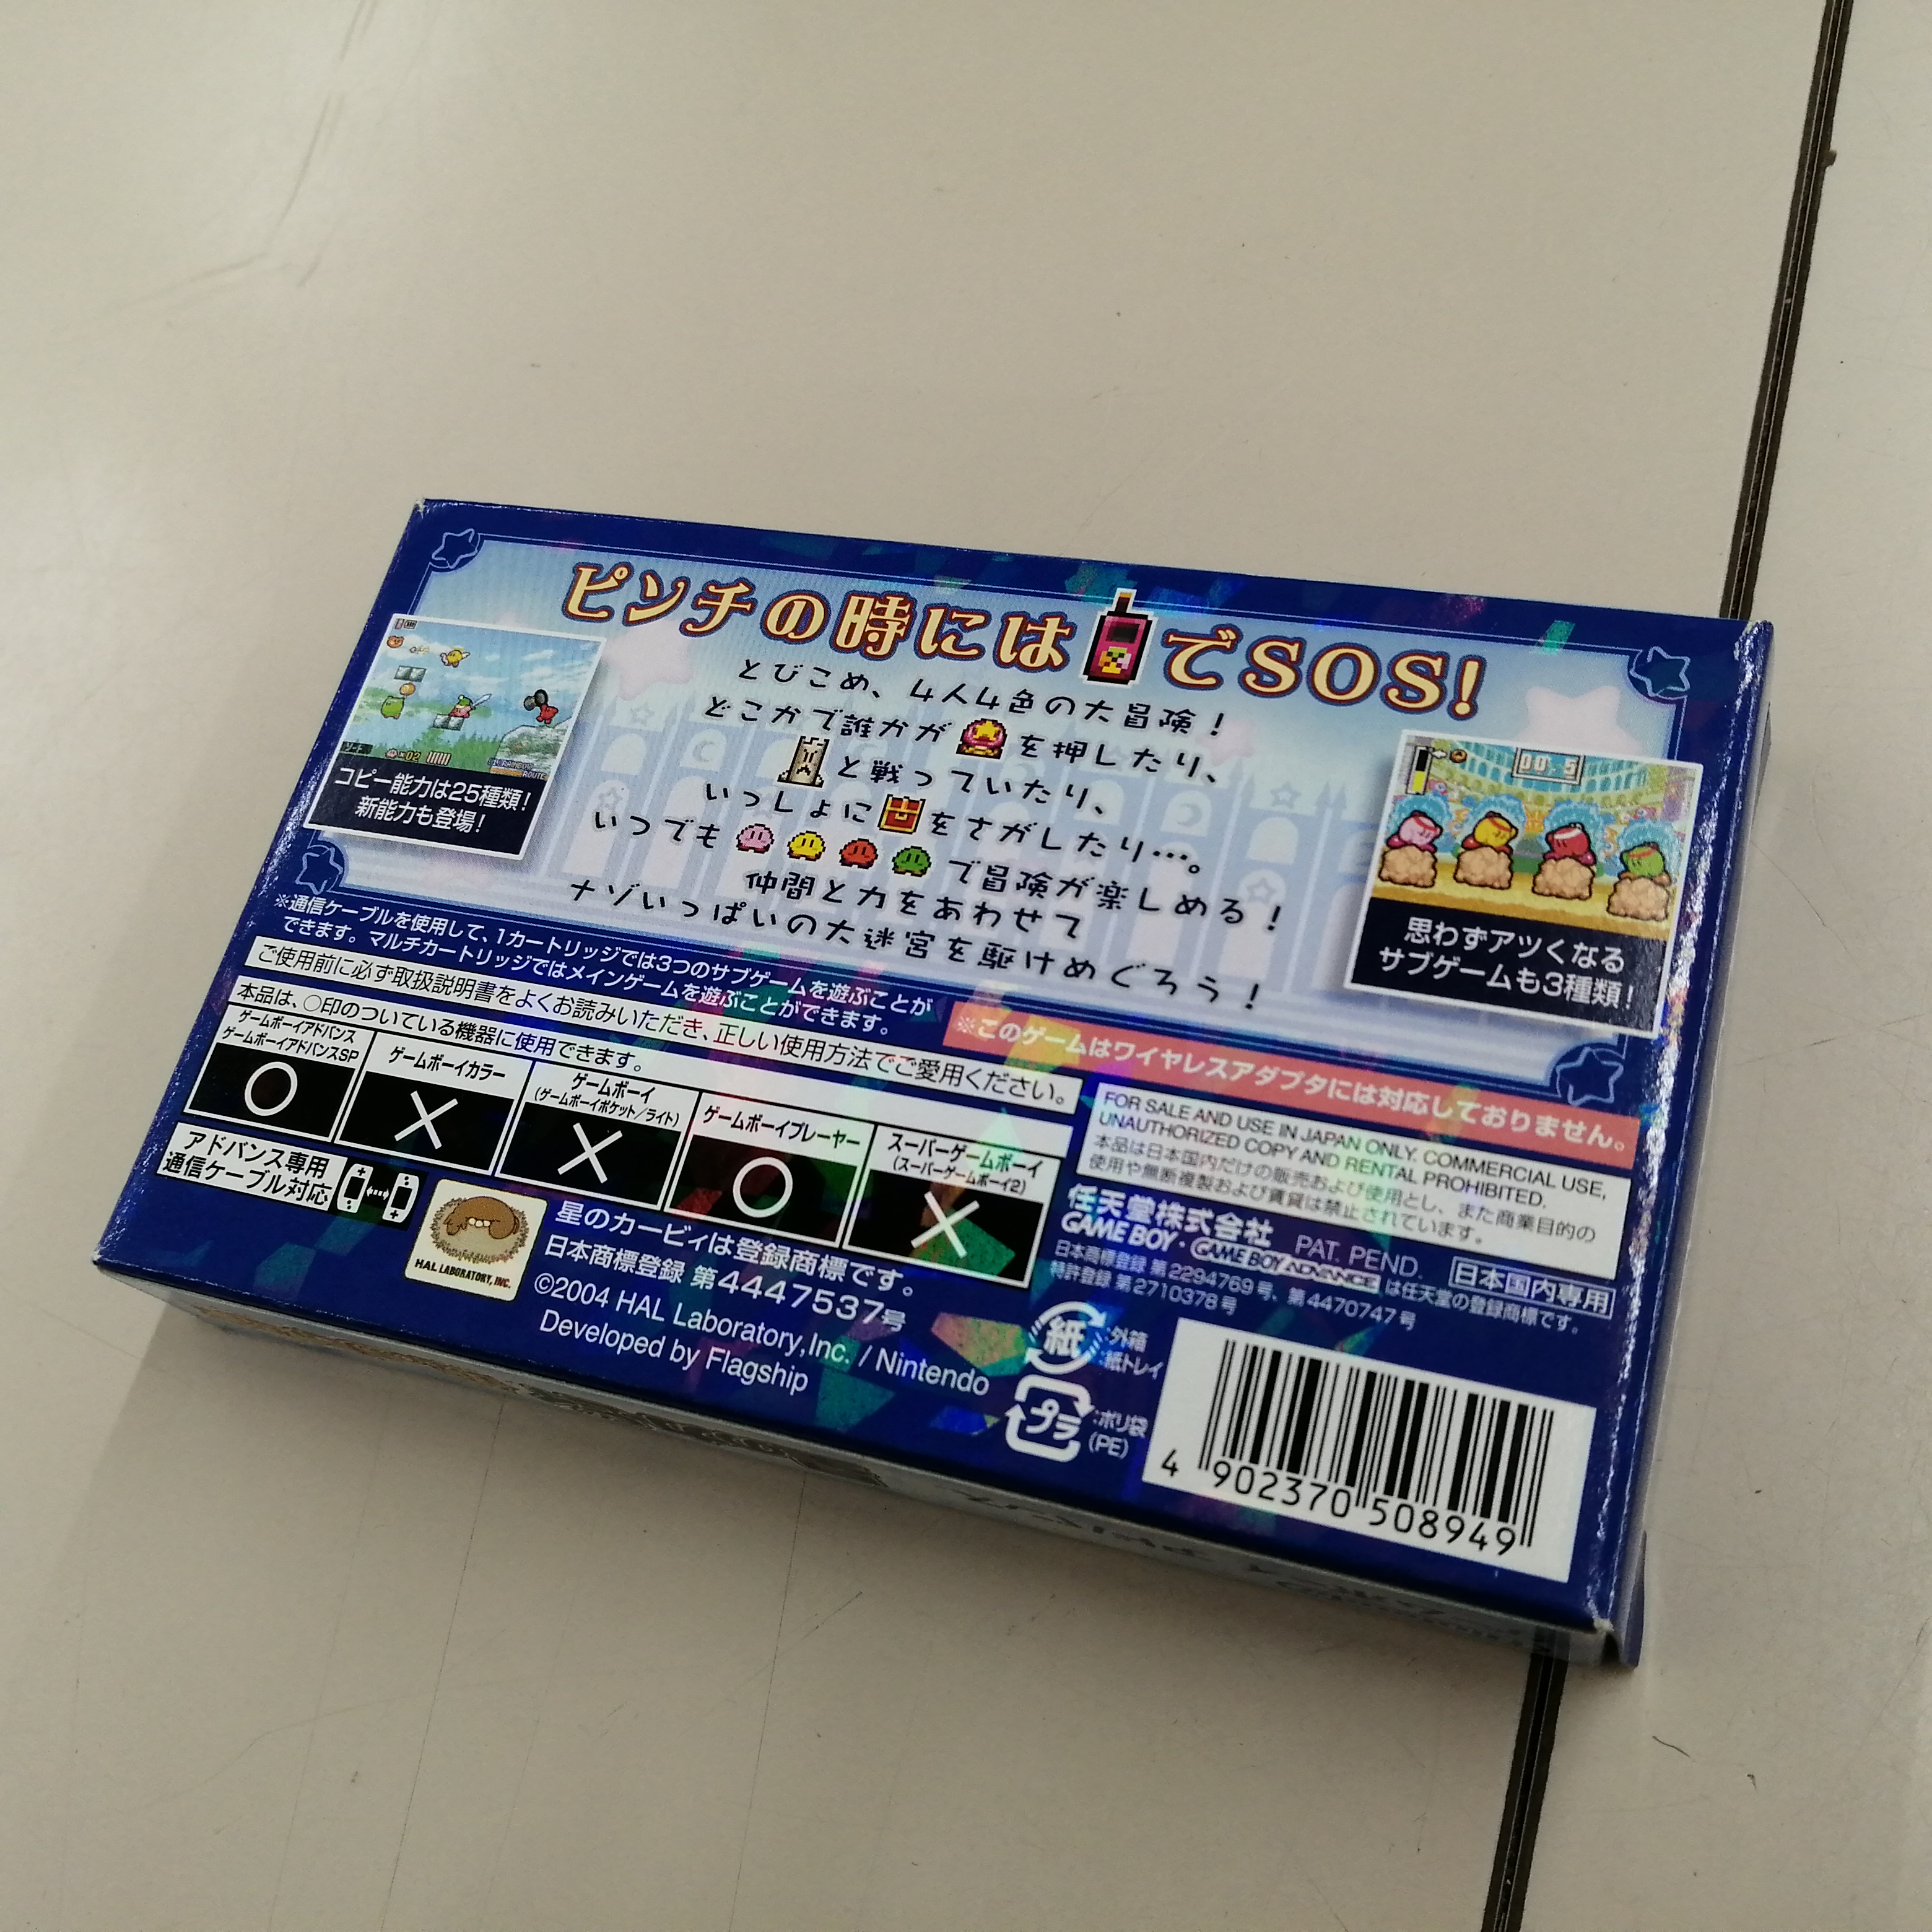 ピンチの時には でSOS!
とびこめ、4人4色の大冒険!
どこかで誰かが を押したり、
と戦っていたり、
いっしょに をさがしたり…。
いつでも で冒険が楽しめる!
仲間と力をあわせて
ナゾいっぱいの大迷宮を駆けめぐろう!
コピー能力は25種類!
新能力も登場!
00.5
思わずアツくなる
サブゲームも3種類!
※通信ケーブルを使用して、1カートリッジでは3つのサブゲームを遊ぶことが
できます。マルチカートリッジではメインゲームを遊ぶことができます。
ご使用前に必ず取扱説明書をよくお読みいただき、正しい使用方法でご愛用ください。
※このゲームはワイヤレスアダプタには対応しておりません。
本品は、○印のついている機器に使用できます。
ゲームボーイアドバンス
ゲームボーイアドバンスSP
○
ゲームボーイカラー
×
ゲームボーイ
(ゲームボーイポケット/ライト)
×
ゲームボーイプレーヤー
○
スーパーゲームボーイ
(スーパーゲームボーイ2)
×
アドバンス専用
通信ケーブル対応
HAL LABORATORY, INC.
星のカービィは登録商標です。
日本商標登録 第4447537号
©2004 HAL Laboratory,Inc. / Nintendo
Developed by Flagship
FOR SALE AND USE IN JAPAN ONLY. COMMERCIAL USE,
UNAUTHORIZED COPY AND RENTAL PROHIBITED.
本品は日本国内だけの販売および使用とし、また商業目的の
使用や無断複製および賃貸は禁止されています。
任天堂株式会社 PAT. PEND. 日本国内専用
GAME BOY・GAME BOY ADVANCE は任天堂の登録商標です。
日本商標登録 第2294769号、第4470747号
特許登録 第2710378号
紙
:外箱
:紙トレイ
プラ
:ポリ袋
(PE)
4 902370 508949